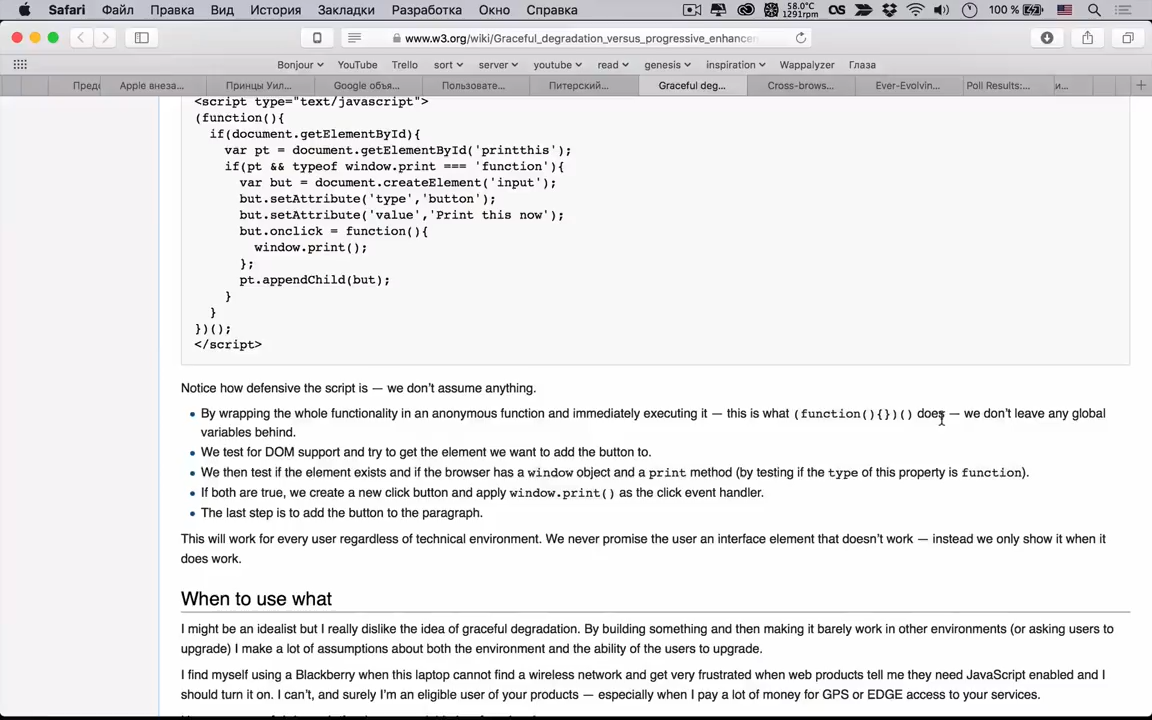 Safari Файл Правка Вид История Закладки Разработка Окно Справка 58.0°C 1291rpm 100 %
www.w3.org/wiki/Graceful_degradation_versus_progressive_enhancem
Bonjour YouTube Trello sort server youtube read genesis inspiration Wappalyzer Глаза
Предс Apple внеза... Принцы Уил... Google объя... Пользовате... Питерский... Graceful deg... Cross-brows... Ever-Evolvin... Poll Results:... и...
<script type="text/javascript">
(function(){
if(document.getElementById){
var pt = document.getElementById('printthis');
if(pt && typeof window.print === 'function'){
var but = document.createElement('input');
but.setAttribute('type','button');
but.setAttribute('value','Print this now');
but.onclick = function(){
window.print();
};
pt.appendChild(but);
}
}
})();
</script>
Notice how defensive the script is — we don't assume anything.
By wrapping the whole functionality in an anonymous function and immediately executing it — this is what (function(){})() does — we don't leave any global
variables behind.
We test for DOM support and try to get the element we want to add the button to.
We then test if the element exists and if the browser has a window object and a print method (by testing if the type of this property is function).
If both are true, we create a new click button and apply window.print() as the click event handler.
The last step is to add the button to the paragraph.
This will work for every user regardless of technical environment. We never promise the user an interface element that doesn't work — instead we only show it when it
does work.
When to use what
I might be an idealist but I really dislike the idea of graceful degradation. By building something and then making it barely work in other environments (or asking users to
upgrade) I make a lot of assumptions about both the environment and the ability of the users to upgrade.
I find myself using a Blackberry when this laptop cannot find a wireless network and get very frustrated when web products tell me they need JavaScript enabled and I
should turn it on. I can't, and surely I'm an eligible user of your products — especially when I pay a lot of money for GPS or EDGE access to your services.